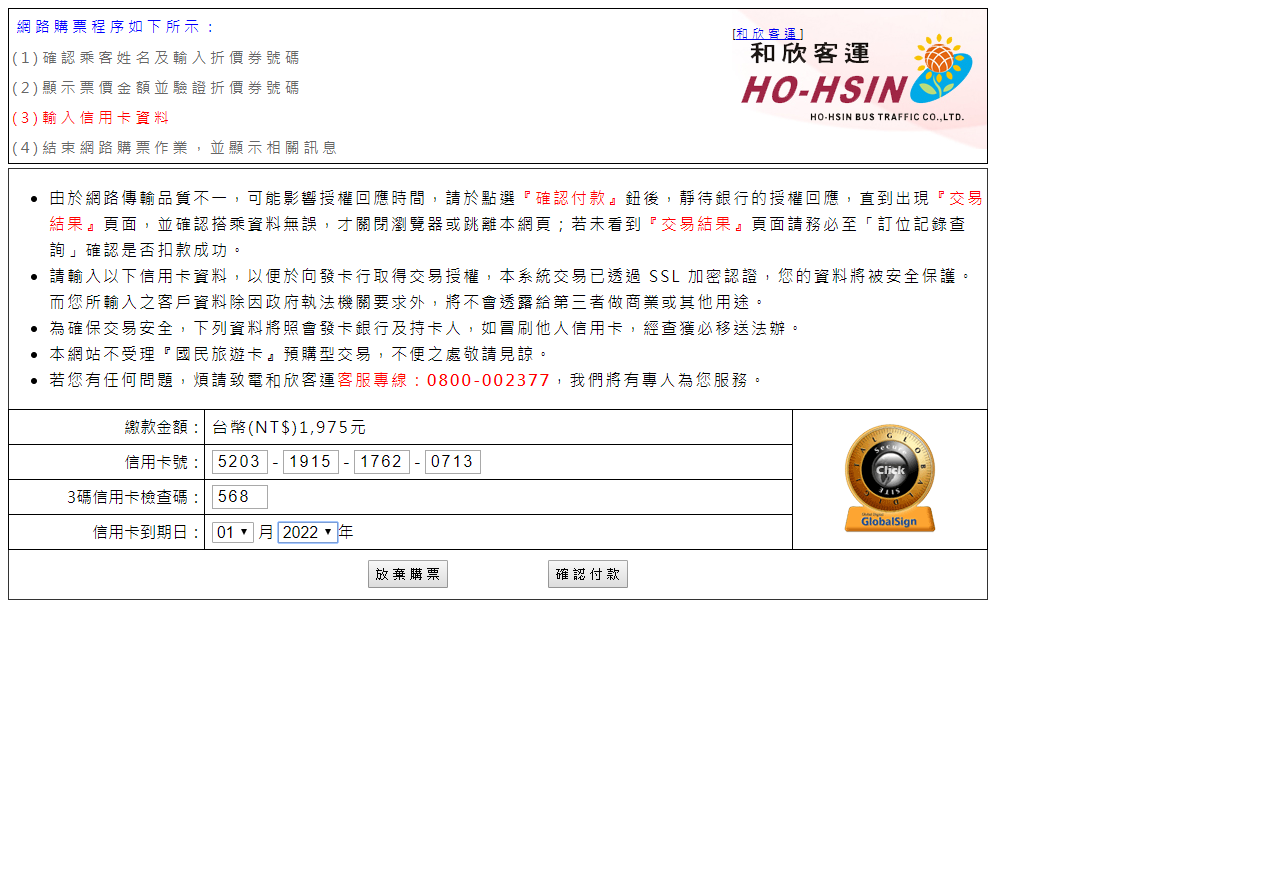 網路購票程序如下所示：
(1)確認乘客姓名及輸入折價券號碼
(2)顯示票價金額並驗證折價券號碼
(3)輸入信用卡資料
(4)結束網路購票作業，並顯示相關訊息
[和欣客運]
和欣客運
HO-HSIN
HO-HSIN BUS TRAFFIC CO.,LTD.
由於網路傳輸品質不一，可能影響授權回應時間，請於點選『確認付款』鈕後，靜待銀行的授權回應，直到出現『交易
結果』頁面，並確認搭乘資料無誤，才關閉瀏覽器或跳離本網頁；若未看到『交易結果』頁面請務必至「訂位記錄查
詢」確認是否扣款成功。
請輸入以下信用卡資料，以便於向發卡行取得交易授權，本系統交易已透過 SSL 加密認證，您的資料將被安全保護。
而您所輸入之客戶資料除因政府執法機關要求外，將不會透露給第三者做商業或其他用途。
為確保交易安全，下列資料將照會發卡銀行及持卡人，如冒刷他人信用卡，經查獲必移送法辦。
本網站不受理『國民旅遊卡』預購型交易，不便之處敬請見諒。
若您有任何問題，煩請致電和欣客運客服專線：0800-002377，我們將有專人為您服務。
繳款金額： 台幣(NT$)1,975元
信用卡號： 5203 - 1915 - 1762 - 0713
3碼信用卡檢查碼： 568
信用卡到期日： 01 月 2022 年
GLOBAL DIGITAL
Secure
Click
SITE
GlobalSign
放棄購票 確認付款